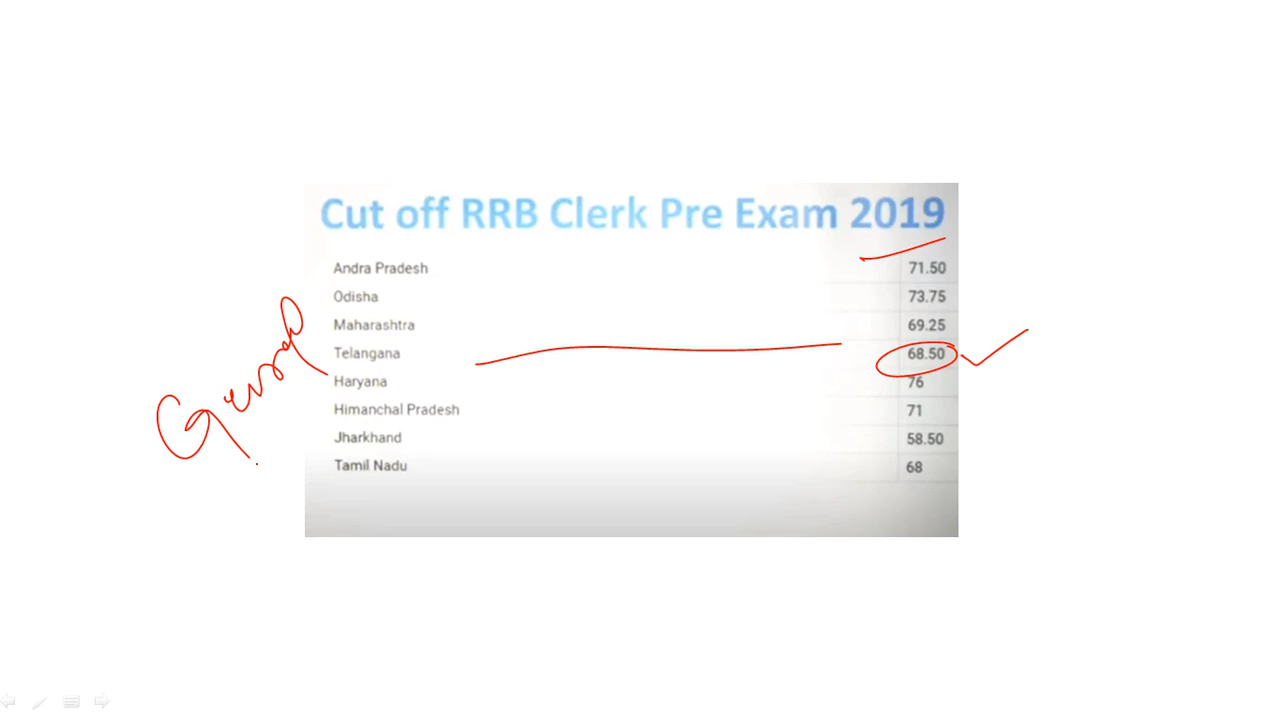 Cut off RRB Clerk Pre Exam 2019
Andra Pradesh 71.50
Odisha 73.75
Maharashtra 69.25
Telangana 68.50
Haryana 76
Himanchal Pradesh 71
Jharkhand 58.50
Tamil Nadu 68